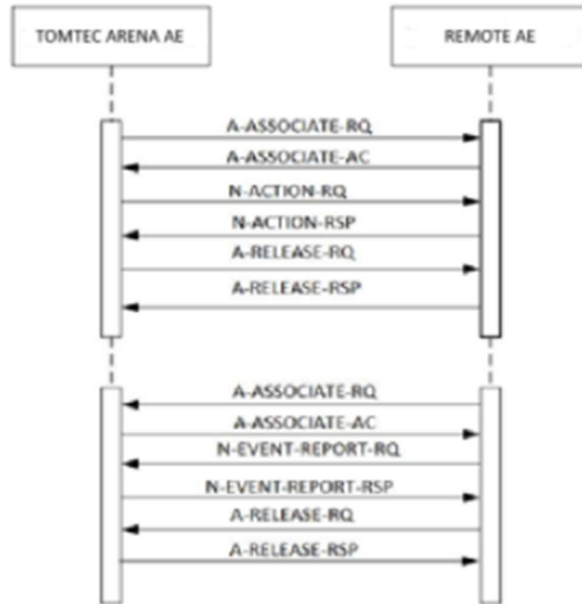 TOMTEC ARENA AE
REMOTE AE
A-ASSOCIATE-RQ
A-ASSOCIATE-AC
N-ACTION-RQ
N-ACTION-RSP
A-RELEASE-RQ
A-RELEASE-RSP
A-ASSOCIATE-RQ
A-ASSOCIATE-AC
N-EVENT-REPORT-RQ
N-EVENT-REPORT-RSP
A-RELEASE-RQ
A-RELEASE-RSP